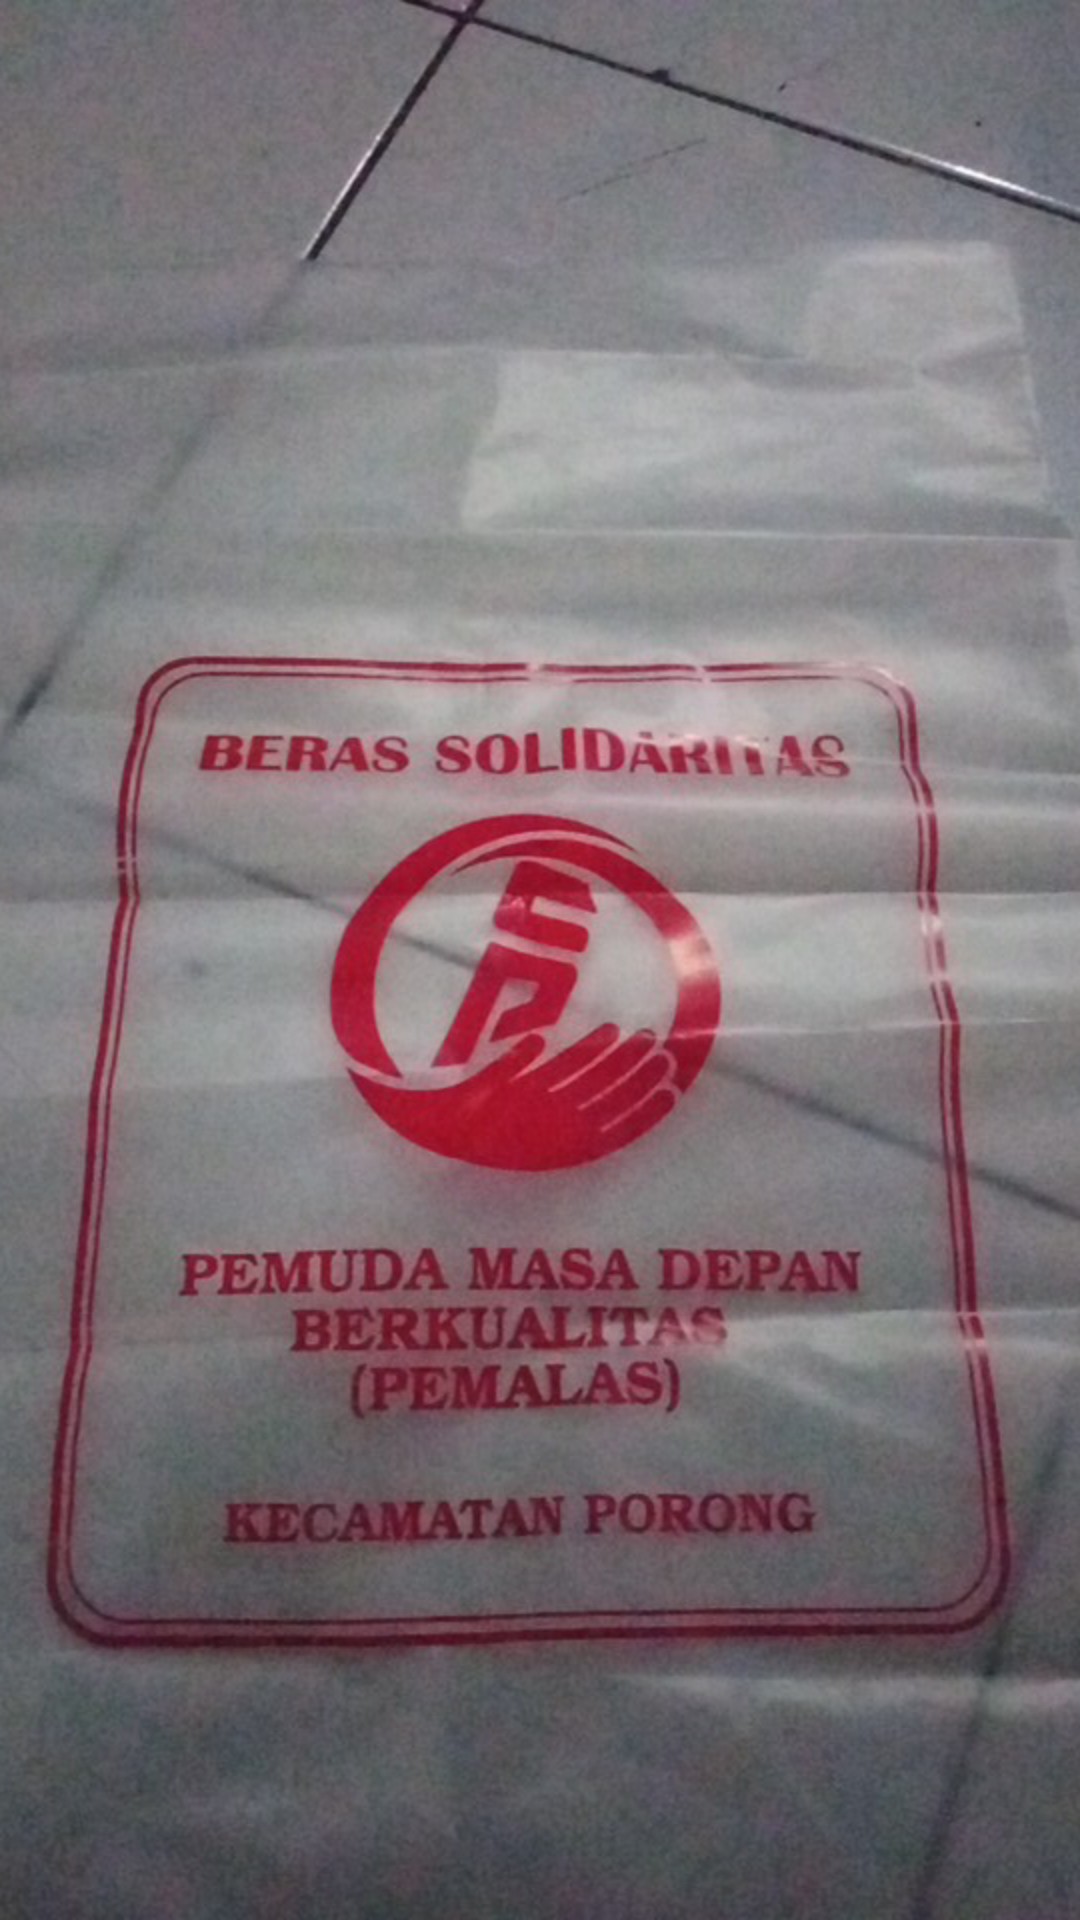 BERAS SOLIDARITAS
PEMUDA MASA DEPAN
BERKUALITAS
(PEMALAS)
KECAMATAN PORONG